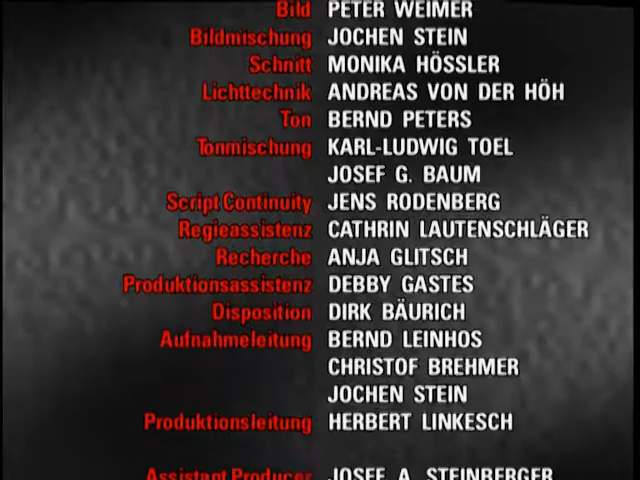 Bild PETER WEIMER
Bildmischung JOCHEN STEIN
Schnitt MONIKA HÖSSLER
Lichttechnik ANDREAS VON DER HÖH
Ton BERND PETERS
Tonmischung KARL-LUDWIG TOEL
JOSEF G. BAUM
Script Continuity JENS RODENBERG
Regieassistenz CATHRIN LAUTENSCHLÄGER
Recherche ANJA GLITSCH
Produktionsassistenz DEBBY GASTES
Disposition DIRK BÄURICH
Aufnahmeleitung BERND LEINHOS
CHRISTOF BREHMER
JOCHEN STEIN
Produktionsleitung HERBERT LINKESCH
Assistant Producer JOSEF A. STEINBERGER